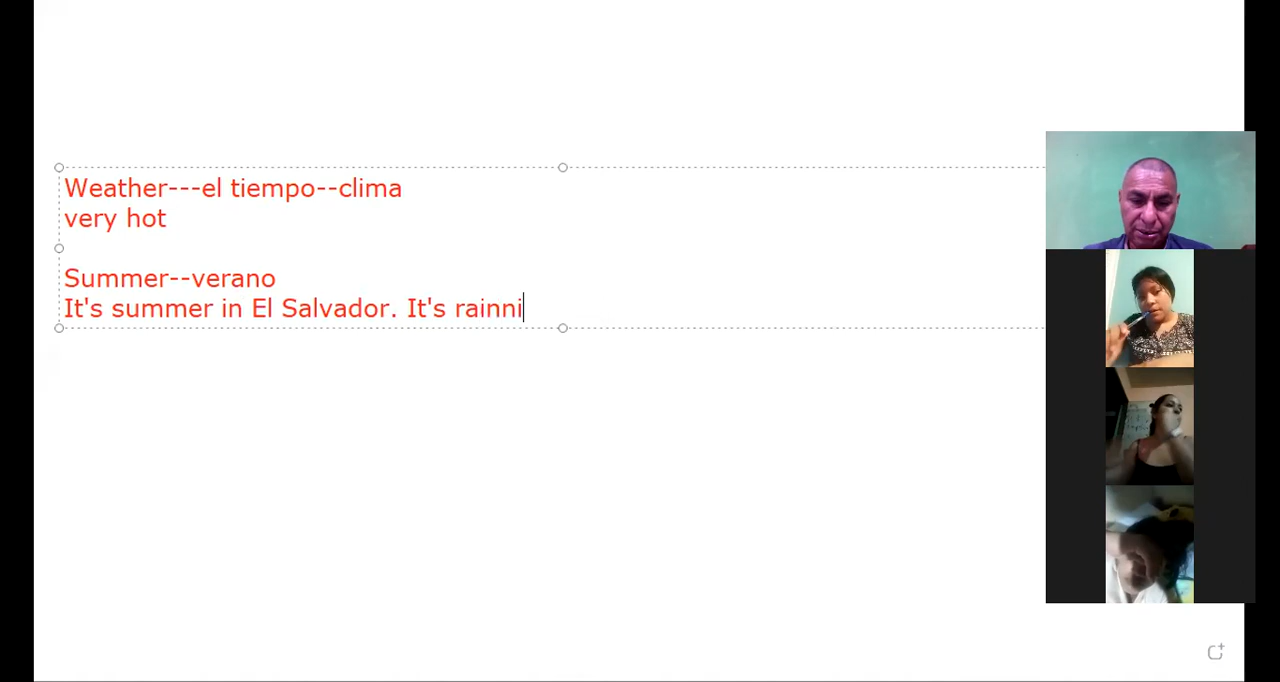 Weather---el tiempo--clima
very hot
Summer--verano
It's summer in El Salvador. It's rainni